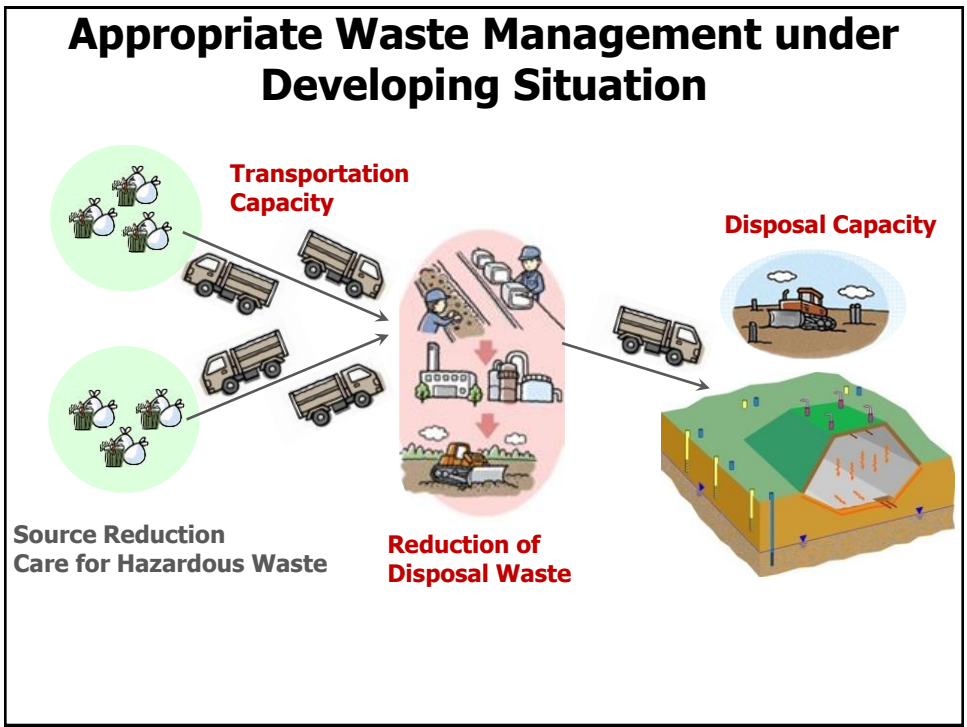 Appropriate Waste Management under
Developing Situation
Transportation
Capacity
Disposal Capacity
Source Reduction
Care for Hazardous Waste
Reduction of
Disposal Waste